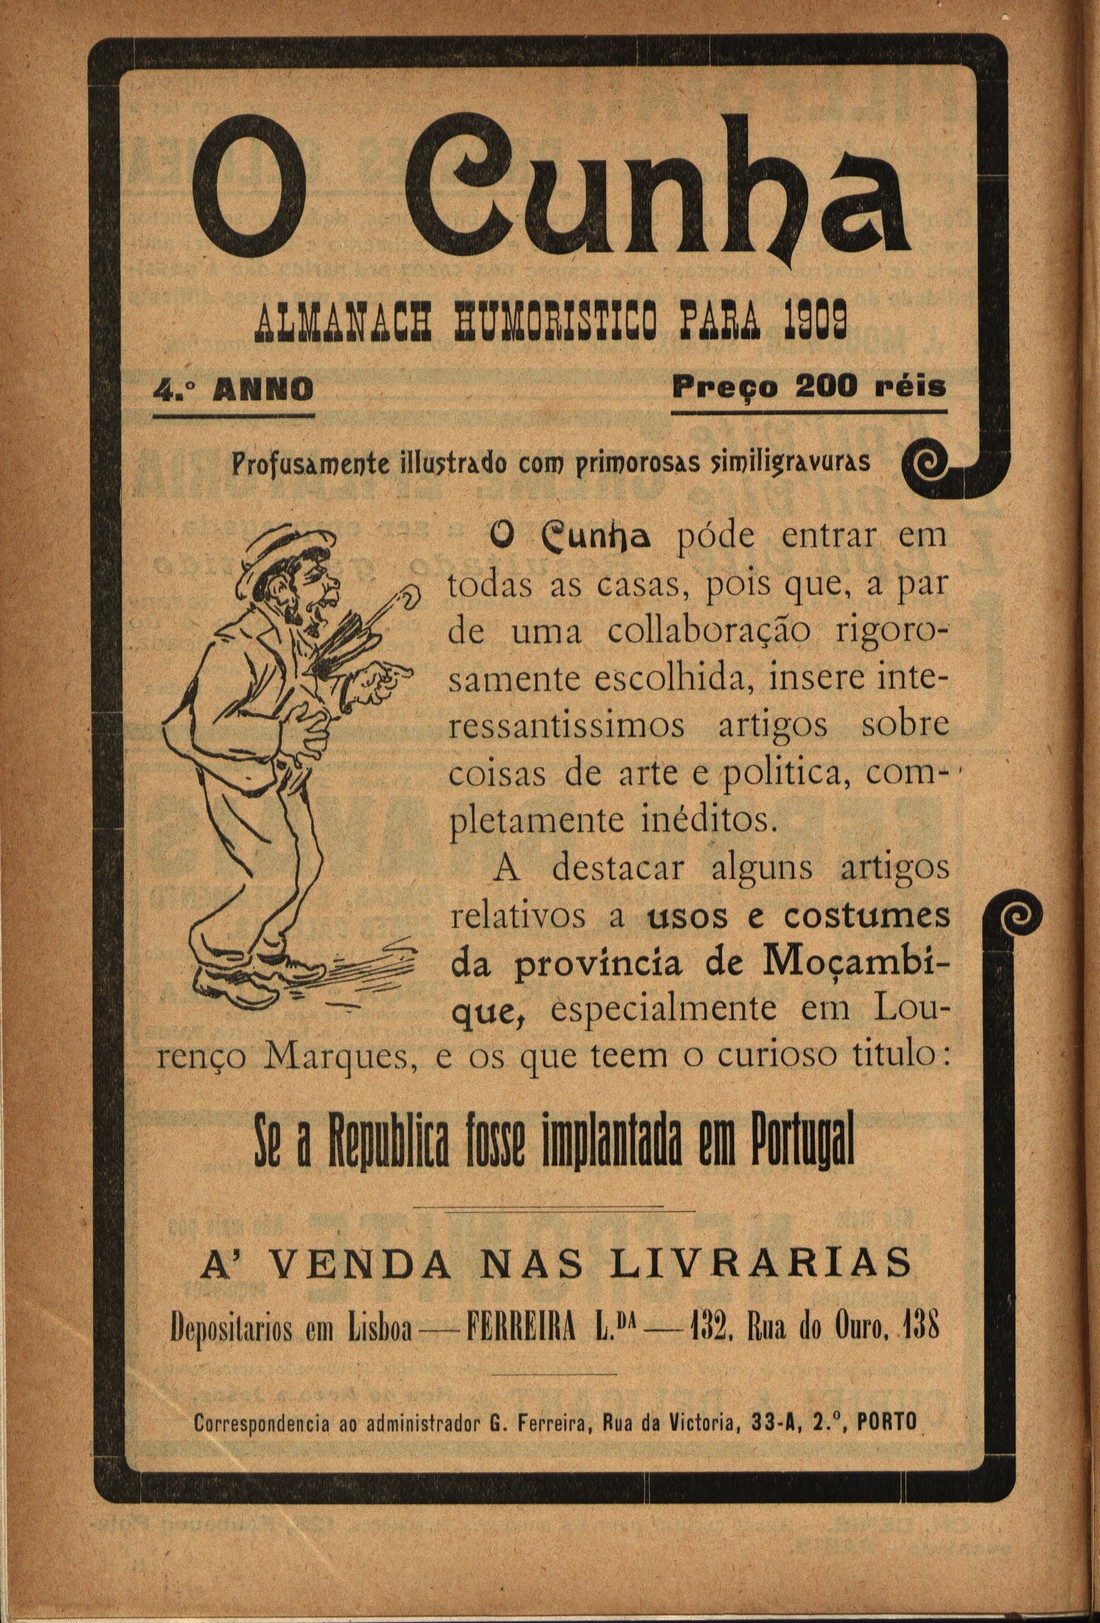 O Cunha
ALMANACH HUMORISTICO PARA 1909
4.º ANNO
Preço 200 réis
Profusamente illustrado com primorosas similigravuras
O Cunha póde entrar em
todas as casas, pois que, a par
de uma collaboração rigoro-
samente escolhida, insere inte-
ressantissimos artigos sobre
coisas de arte e politica, com-
pletamente inéditos.
A destacar alguns artigos
relativos a usos e costumes
da provincia de Moçambi-
que, especialmente em Lou-
renço Marques, e os que teem o curioso titulo:
Se a Republica fosse implantada em Portugal
A' VENDA NAS LIVRARIAS
Depositarios em Lisboa — FERREIRA L.DA — 132, Rua do Ouro, 138
Correspondencia ao administrador G. Ferreira, Rua da Victoria, 33-A, 2.º, PORTO